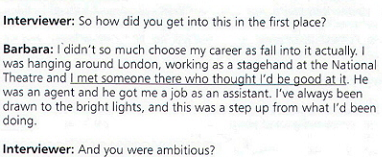 Interviewer: So how did you get into this in the first place?
Barbara: I didn't so much choose my career as fall into it actually. I
was hanging around London, working as a stagehand at the National
Theatre and I met someone there who thought I'd be good at it. He
was an agent and he got me a job as an assistant. I've always been
drawn to the bright lights, and this was a step up from what I'd been
doing.
Interviewer: And you were ambitious?